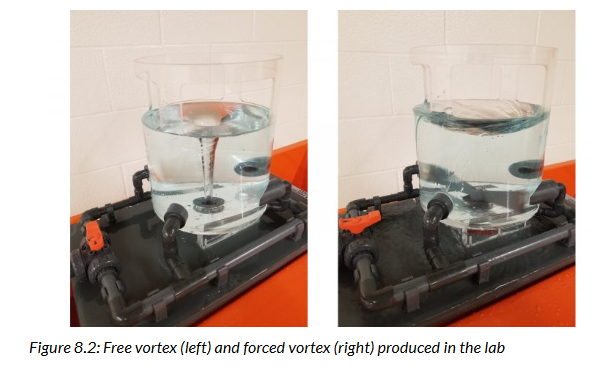 Figure 8.2: Free vortex (left) and forced vortex (right) produced in the lab